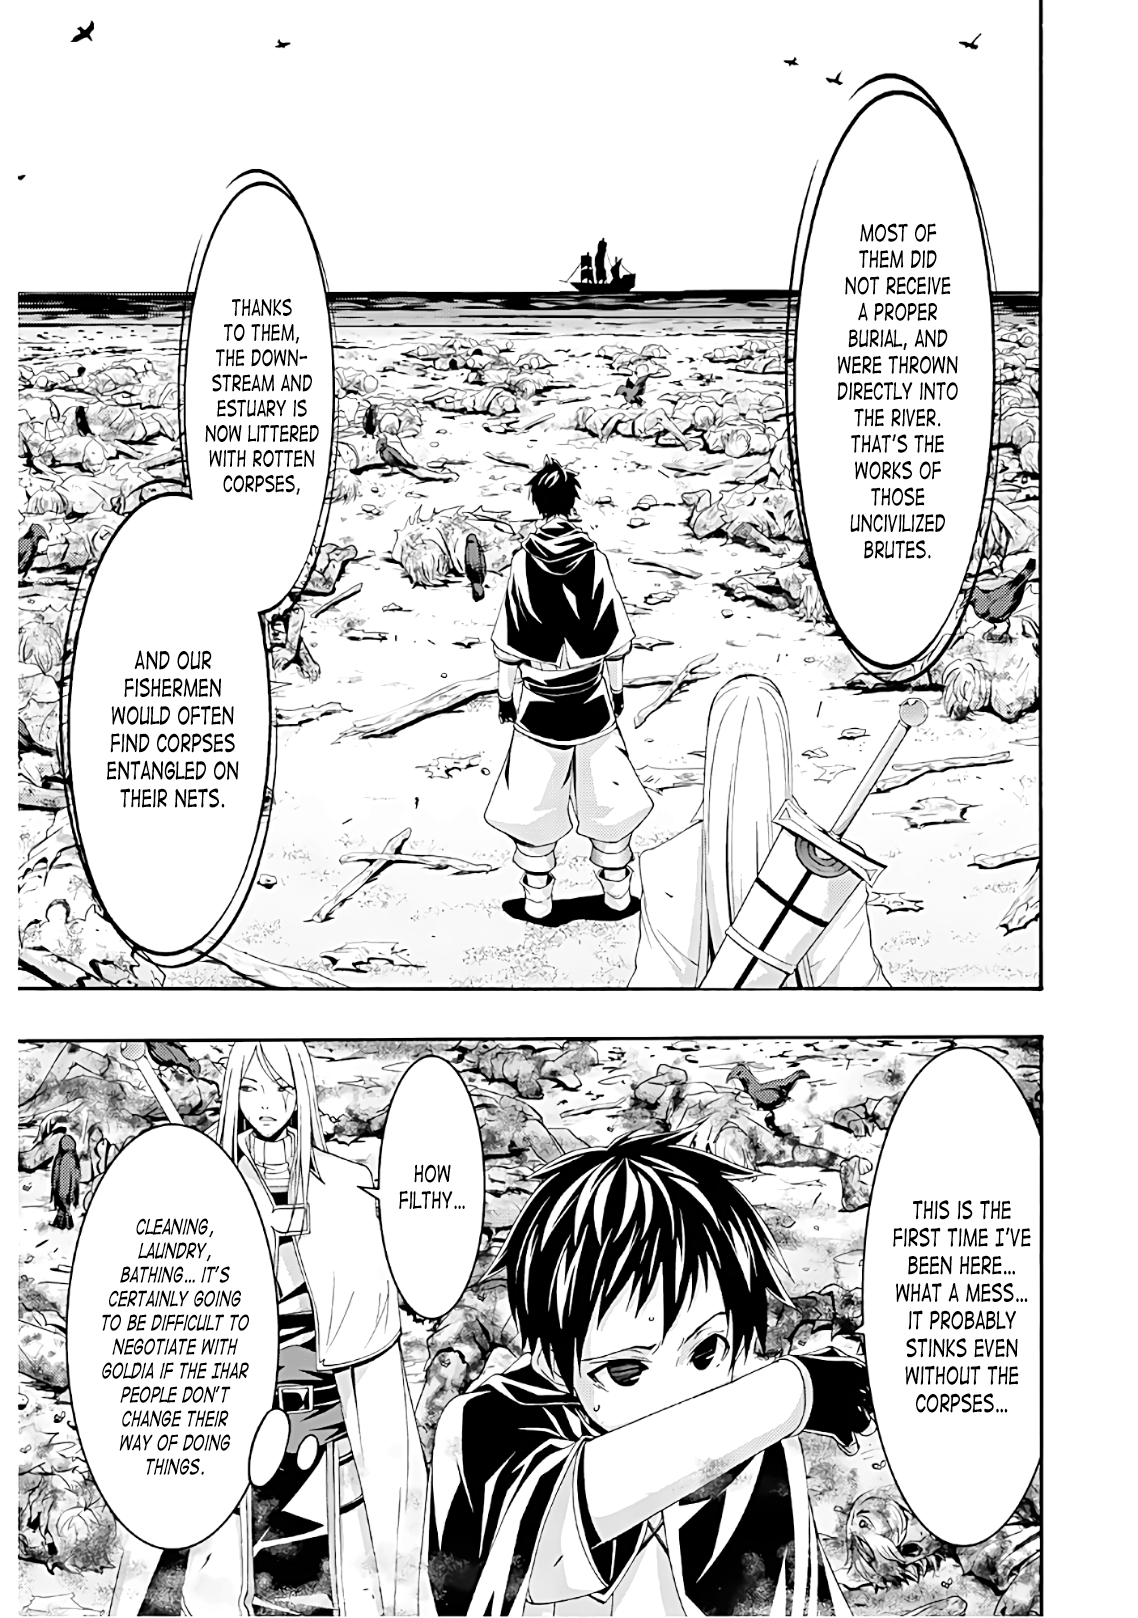 MOST OF
THEM DID
NOT RECEIVE
A PROPER
BURIAL, AND
WERE THROWN
DIRECTLY INTO
THE RIVER.
THAT'S THE
WORKS OF
THOSE
UNCIVILIZED
BRUTES.
THANKS
TO THEM,
THE DOWN-
STREAM AND
ESTUARY IS
NOW LITTERED
WITH ROTTEN
CORPSES,
AND OUR
FISHERMEN
WOULD OFTEN
FIND CORPSES
ENTANGLED ON
THEIR NETS.
THIS IS THE
FIRST TIME I'VE
BEEN HERE...
WHAT A MESS...
IT PROBABLY
STINKS EVEN
WITHOUT THE
CORPSES...
HOW
FILTHY...
CLEANING,
LAUNDRY,
BATHING... IT'S
CERTAINLY GOING
TO BE DIFFICULT TO
NEGOTIATE WITH
GOLDIA IF THE IHAR
PEOPLE DON'T
CHANGE THEIR
WAY OF DOING
THINGS.